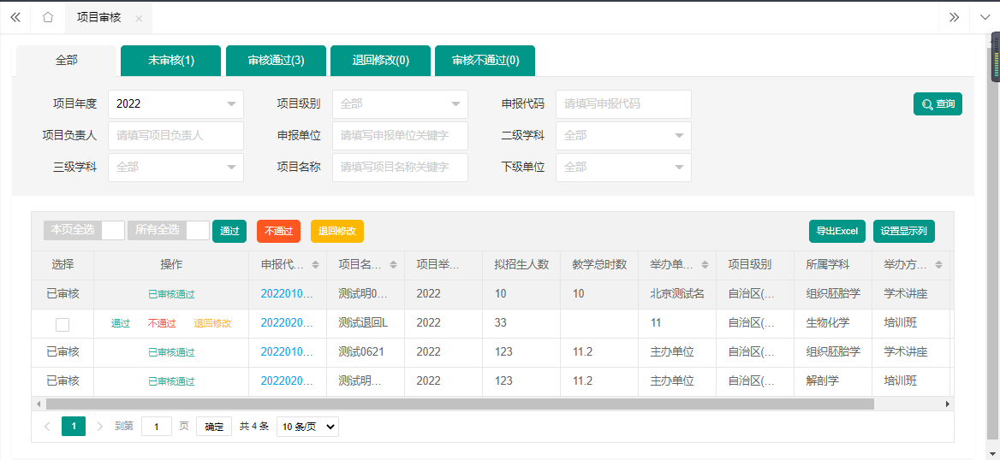 项目审核
全部 未审核(1) 审核通过(3) 退回修改(0) 审核不通过(0)
项目年度 2022 项目级别 全部 申报代码 请填写申报代码 查询
项目负责人 请填写项目负责人 申报单位 请填写申报单位关键字 二级学科 全部
三级学科 全部 项目名称 请填写项目名称关键字 下级单位 全部
本页全选 所有全选 通过 不通过 退回修改 导出Excel 设置显示列
选择 操作 申报代... 项目名... 项目举... 拟招生人数 教学总时数 举办单... 项目级别 所属学科 举办方...
已审核 已审核通过 2022010... 测试明0... 2022 10 10 北京测试名 自治区(... 组织胚胎学 学术讲座
通过 不通过 退回修改 2022020... 测试退回L 2022 33 11 自治区(... 生物化学 培训班
已审核 已审核通过 2022010... 测试0621 2022 123 11.2 主办单位 自治区(... 组织胚胎学 学术讲座
已审核 已审核通过 2022020... 测试明... 2022 123 11.2 主办单位 自治区(... 解剖学 培训班
1 到第 1 页 确定 共 4 条 10 条/页